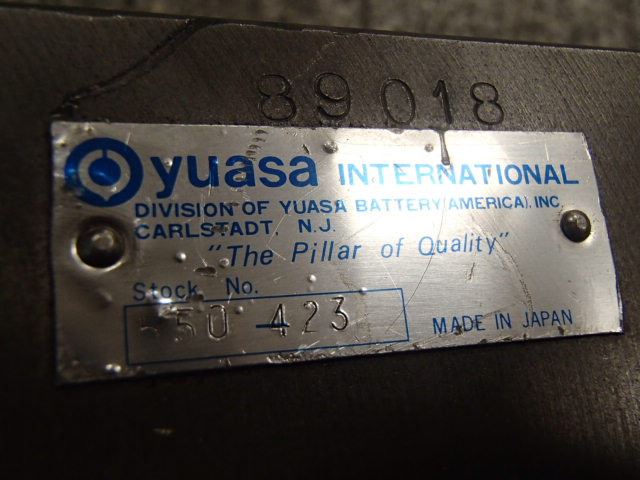 89018
yuasa INTERNATIONAL
DIVISION OF YUASA BATTERY (AMERICA), INC.
CARLSTADT N.J.
"The Pillar of Quality"
Stock No.
550-423
MADE IN JAPAN